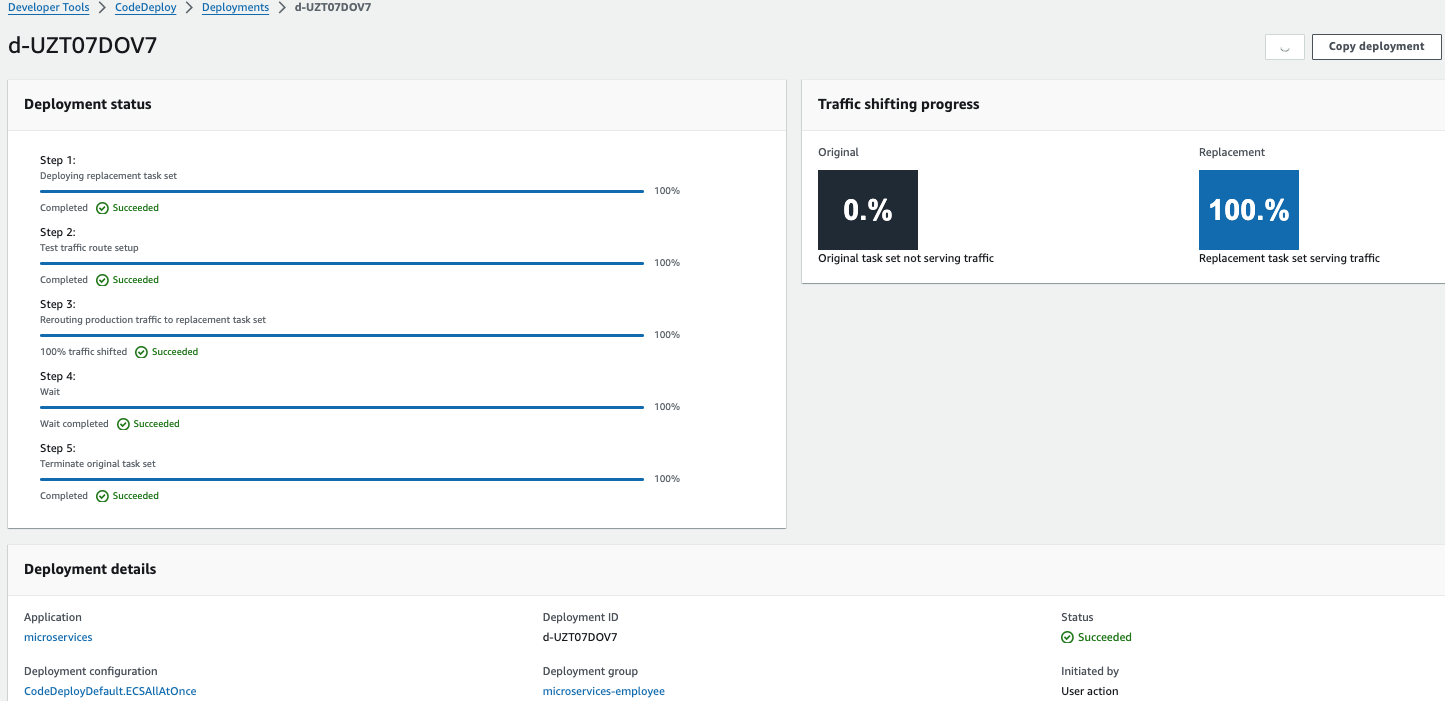 Developer Tools > CodeDeploy > Deployments > d-UZT07DOV7
d-UZT07DOV7
Copy deployment
Deployment status
Step 1:
Deploying replacement task set
100%
Completed Succeeded
Step 2:
Test traffic route setup
100%
Completed Succeeded
Step 3:
Rerouting production traffic to replacement task set
100%
100% traffic shifted Succeeded
Step 4:
Wait
100%
Wait completed Succeeded
Step 5:
Terminate original task set
100%
Completed Succeeded
Traffic shifting progress
Original
0.%
Original task set not serving traffic
Replacement
100.%
Replacement task set serving traffic
Deployment details
Application
microservices
Deployment ID
d-UZT07DOV7
Status
Succeeded
Deployment configuration
CodeDeployDefault.ECSAllAtOnce
Deployment group
microservices-employee
Initiated by
User action